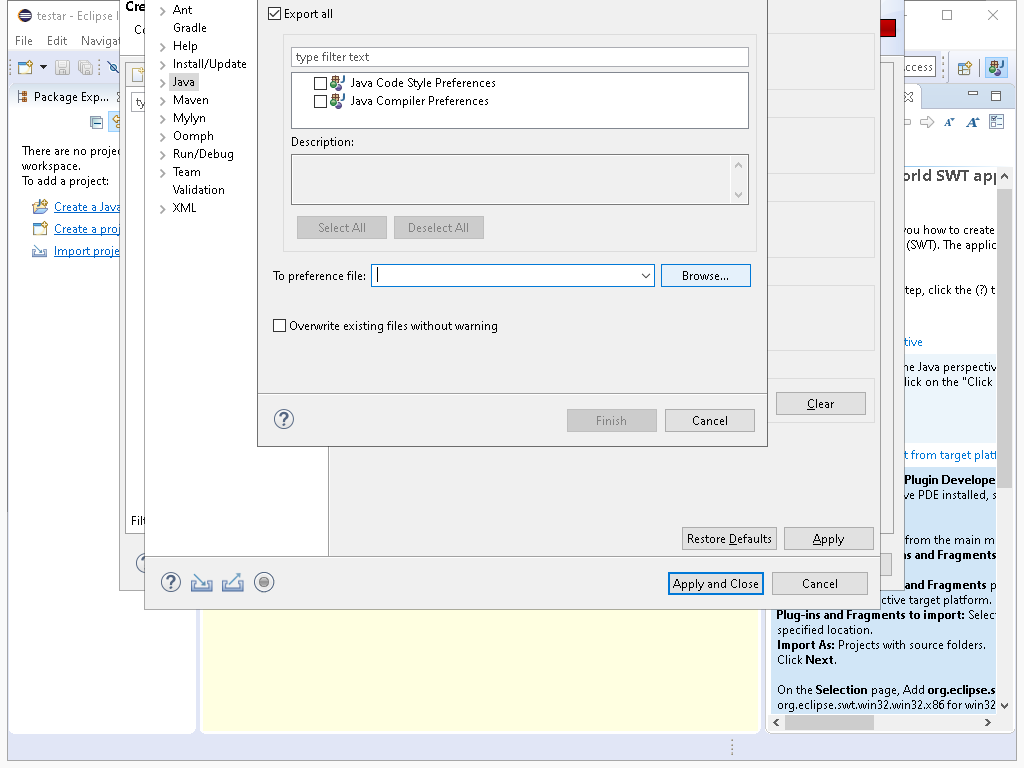 testar - Eclipse I
File Edit Navigat
Package Exp...
There are no projec
workspace.
To add a project:
Create a Java
Create a proj
Import proje
Cre
Ant
Gradle
Help
Install/Update
Java
Maven
Mylyn
Oomph
Run/Debug
Team
Validation
XML
Export all
type filter text
Java Code Style Preferences
Java Compiler Preferences
Description:
Select All
Deselect All
To preference file:
Browse...
Overwrite existing files without warning
Finish
Cancel
Clear
Restore Defaults
Apply
Apply and Close
Cancel
ccess
orld SWT app
you how to create
(SWT). The applic
tep, click the (?) t
tive
he Java perspectiv
lick on the "Click
t from target platf
Plugin Develope
ve PDE installed, s
from the main m
ns and Fragments
and Fragments p
ctive target platform.
Plug-ins and Fragments to import: Selec
specified location.
Import As: Projects with source folders.
Click Next.
On the Selection page, Add org.eclipse.s
org.eclipse.swt.win32.win32.x86 for win32